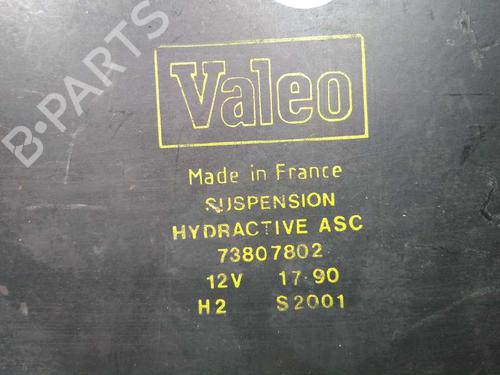 B-PARTS
Valeo
Made in France
SUSPENSION
HYDRACTIVE ASC
73807802
12V 17-90
H2 S2001